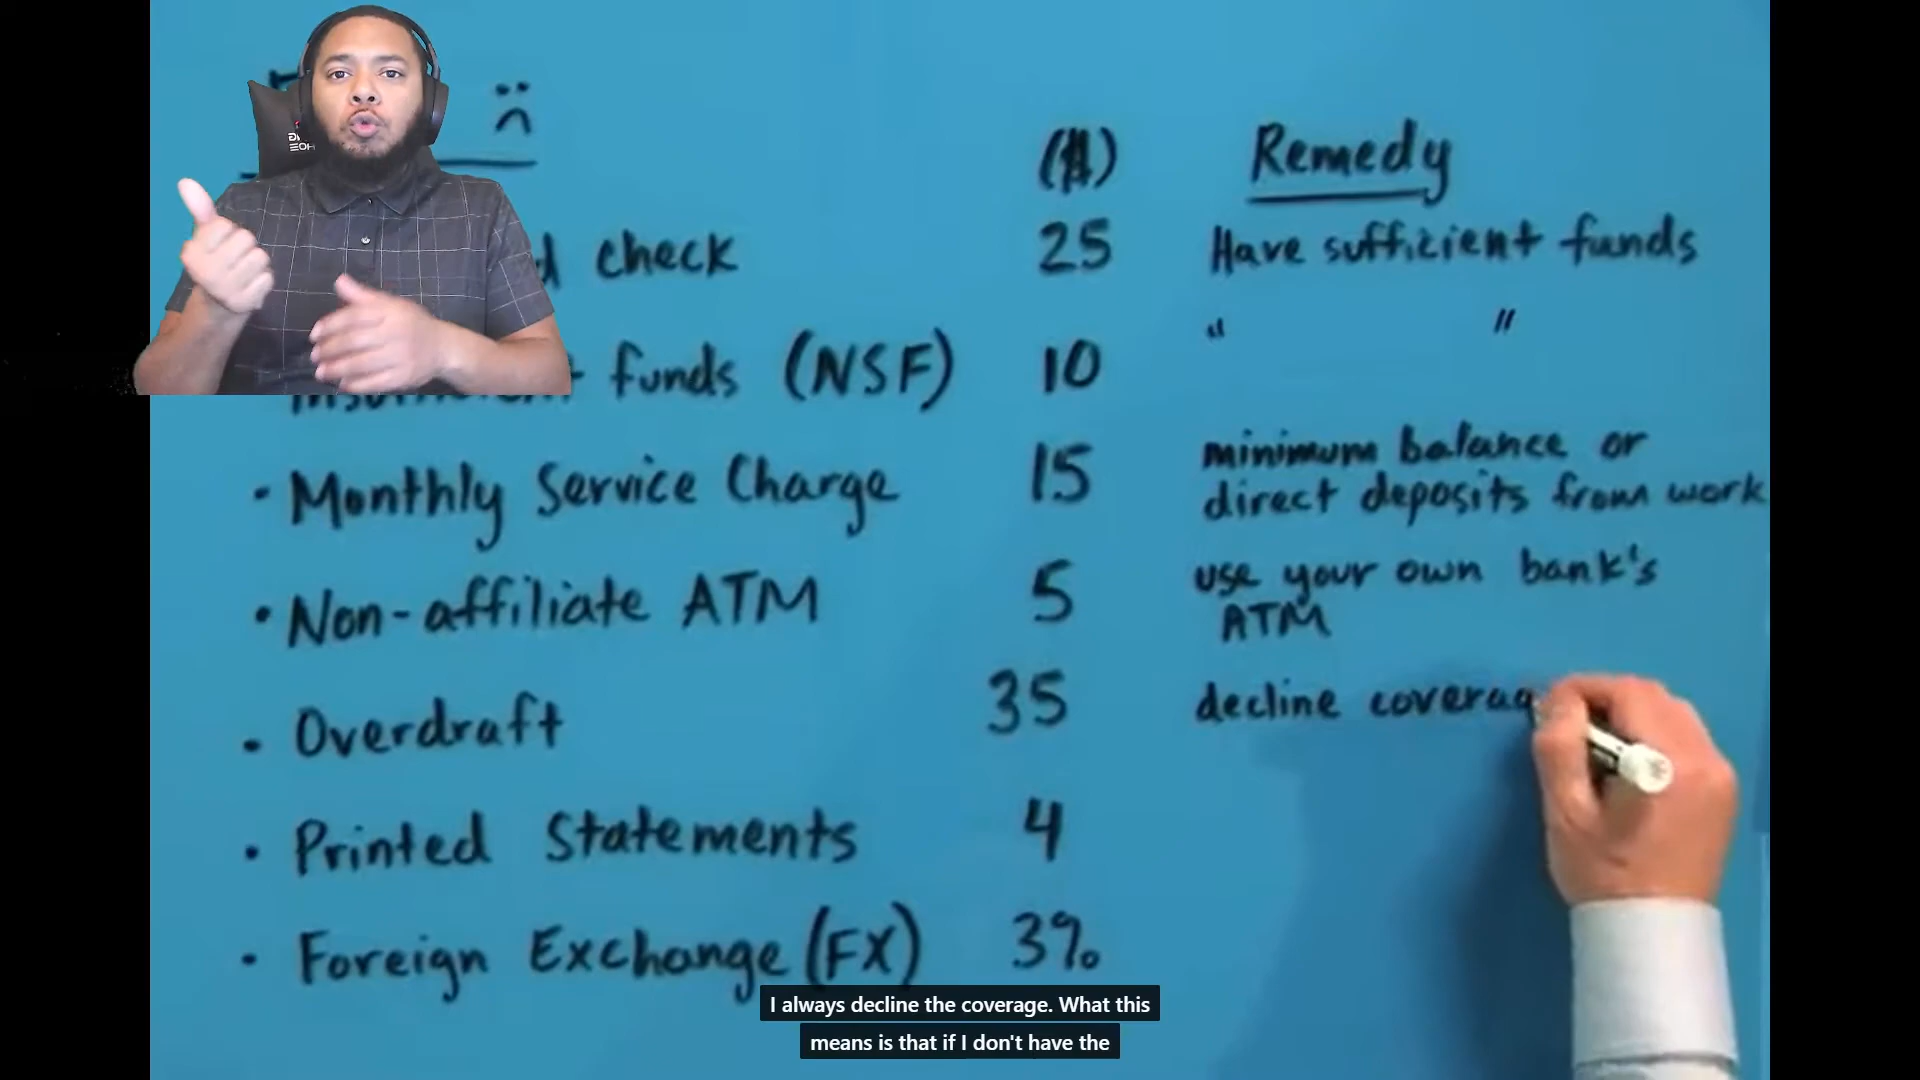 ($) Remedy
check 25 Have sufficient funds
funds (NSF) 10 " "
• Monthly Service Charge 15 minimum balance or
direct deposits from work
• Non-affiliate ATM 5 use your own bank's
ATM
• Overdraft 35 decline coverag
• Printed Statements 4
• Foreign Exchange (FX) 3%
I always decline the coverage. What this
means is that if I don't have the